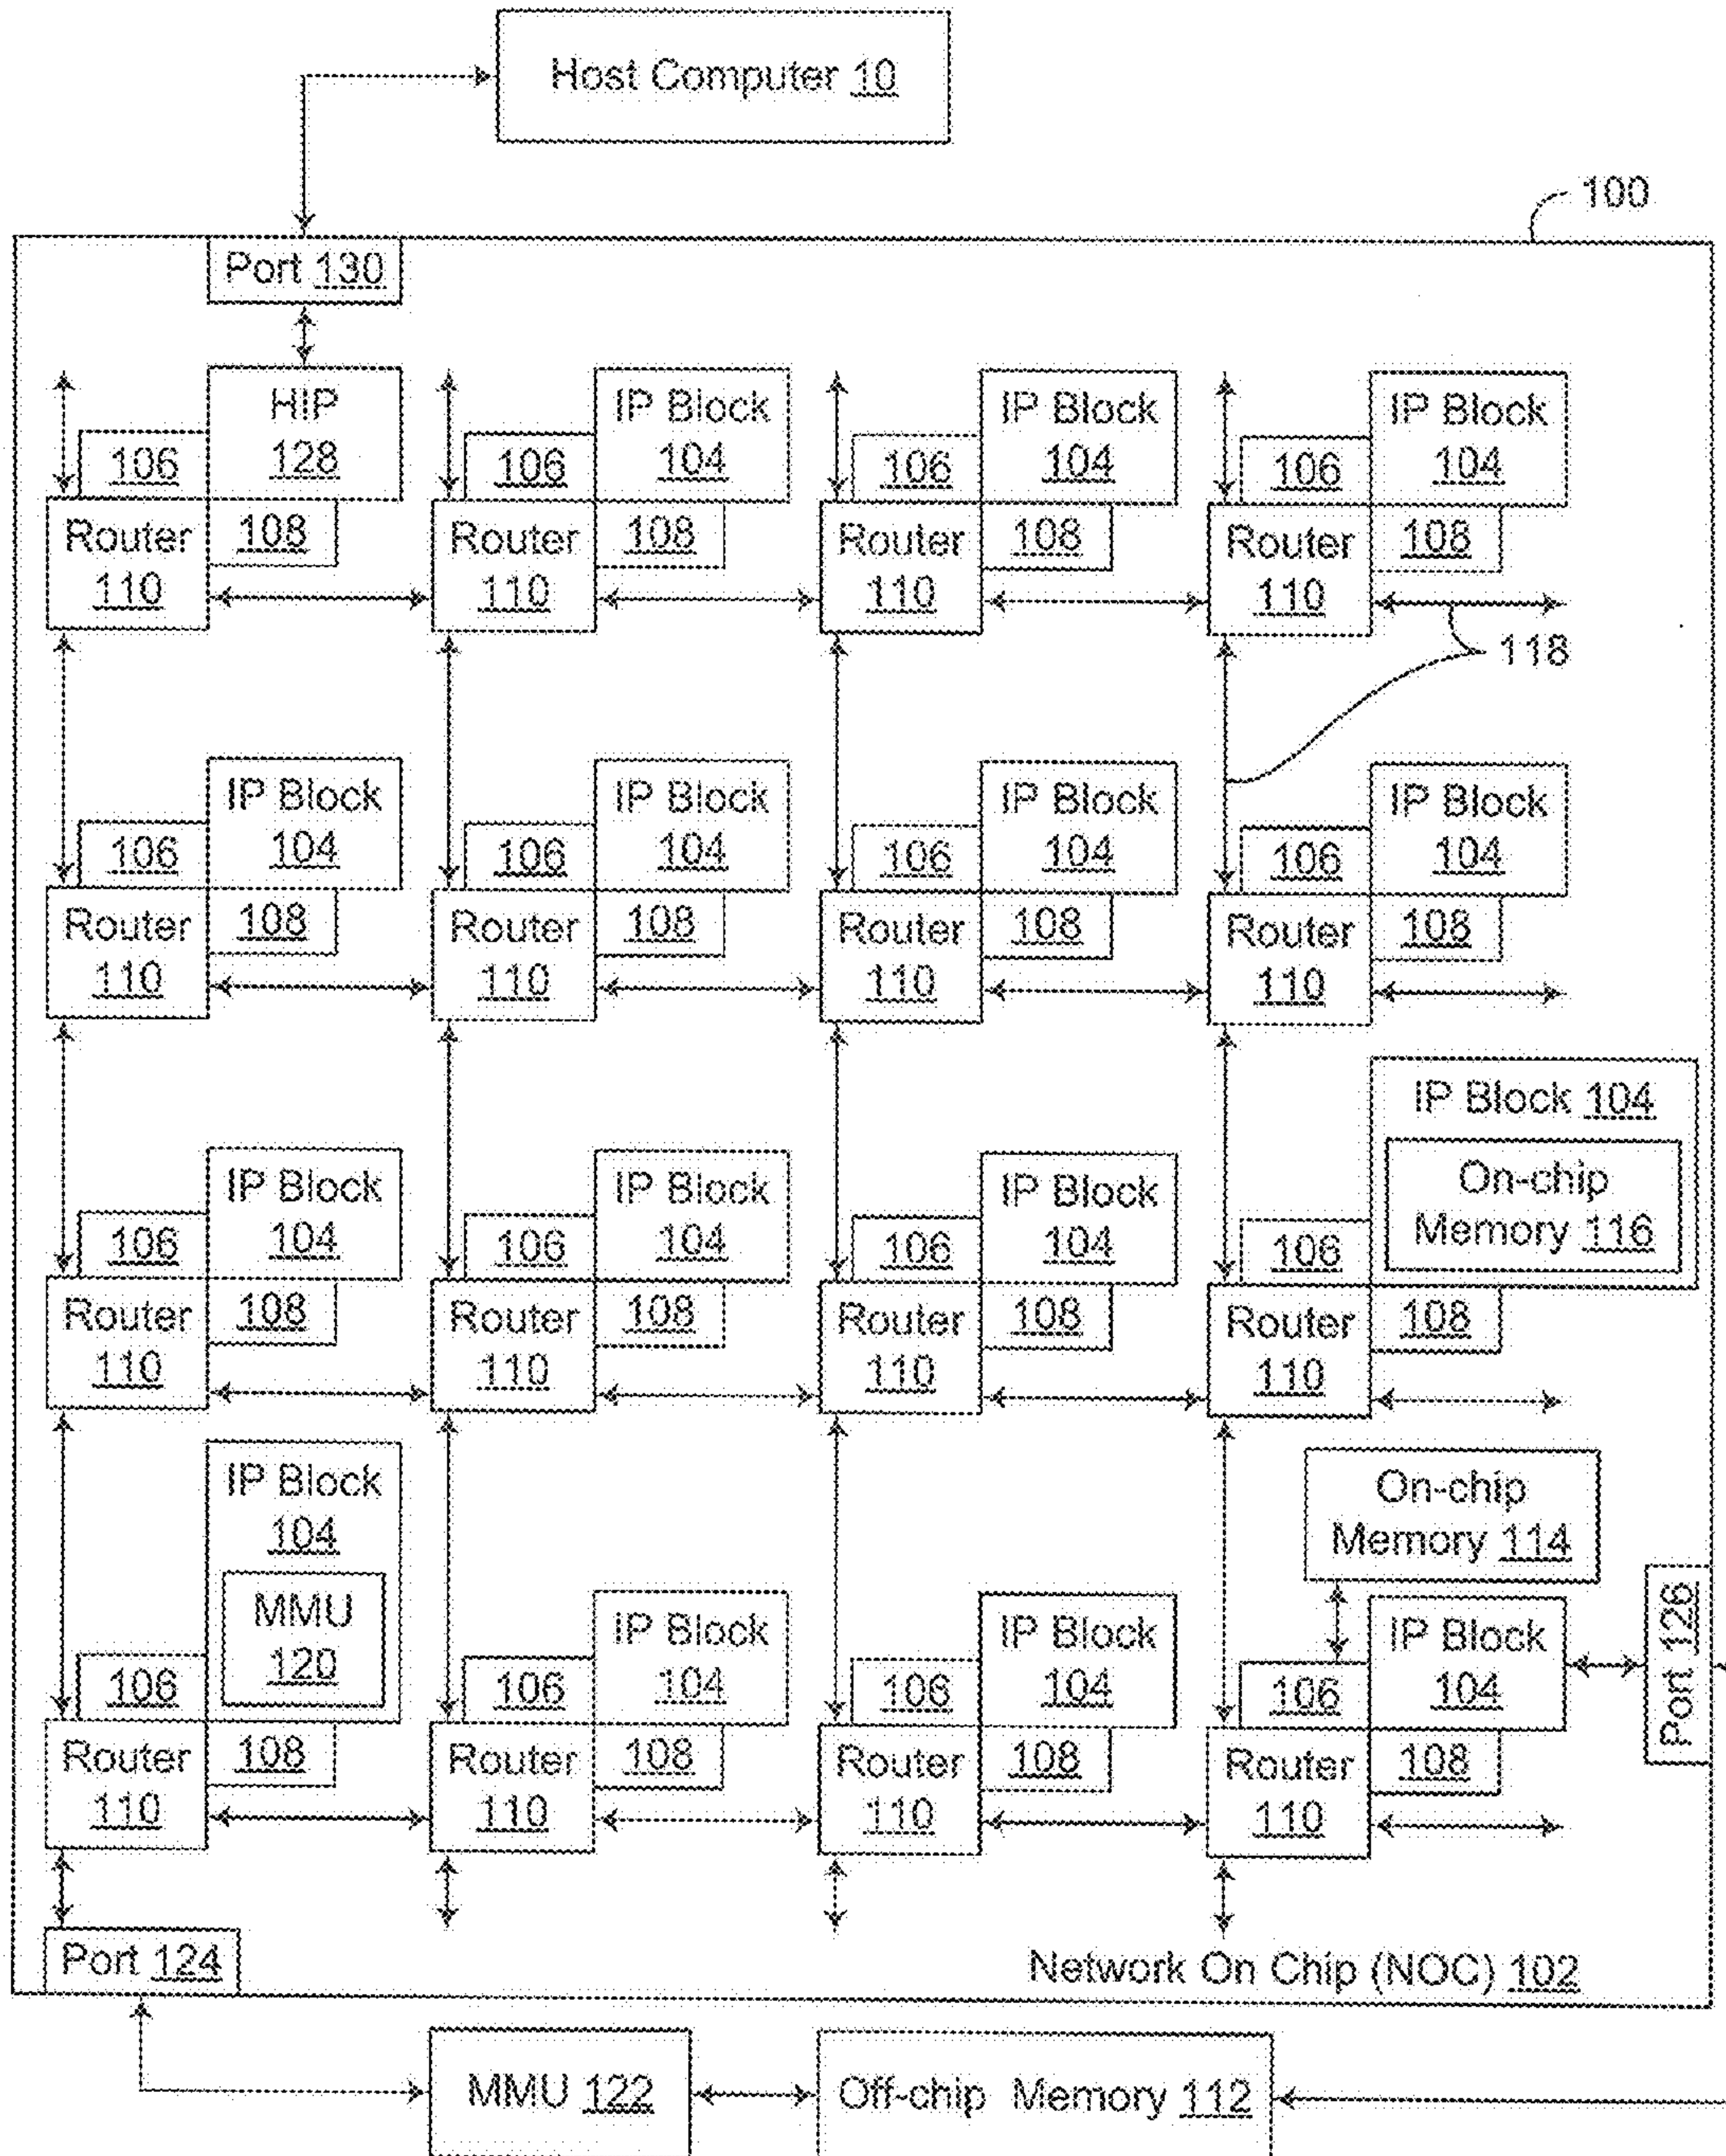 Host Computer 10
100
Port 130
HIP
128
106
Router
110
108
IP Block
104
106
Router
110
108
IP Block
104
106
Router
110
108
IP Block
104
106
Router
110
108
118
IP Block
104
106
Router
110
108
IP Block
104
106
Router
110
108
IP Block
104
106
Router
110
108
IP Block
104
106
Router
110
108
IP Block
104
106
Router
110
108
IP Block
104
106
Router
110
108
IP Block
104
106
Router
110
108
IP Block 104
On-chip
Memory 116
106
Router
110
108
IP Block
104
MMU
120
106
Router
110
108
IP Block
104
106
Router
110
108
IP Block
104
106
Router
110
108
On-chip
Memory 114
IP Block
104
106
Router
110
108
Port 126
Port 124
Network On Chip (NOC) 102
MMU 122
Off-chip Memory 112